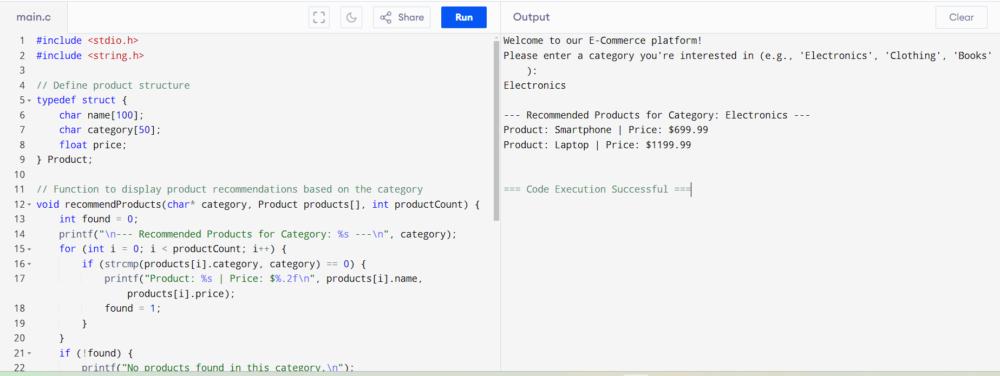 main.c
Share
Run
Output
Clear
1 #include <stdio.h>
2 #include <string.h>
3
4 // Define product structure
5 typedef struct {
6     char name[100];
7     char category[50];
8     float price;
9 } Product;
10
11 // Function to display product recommendations based on the category
12 void recommendProducts(char* category, Product products[], int productCount) {
13     int found = 0;
14     printf("\n--- Recommended Products for Category: %s ---\n", category);
15     for (int i = 0; i < productCount; i++) {
16         if (strcmp(products[i].category, category) == 0) {
17             printf("Product: %s | Price: $%.2f\n", products[i].name,
                products[i].price);
18             found = 1;
19         }
20     }
21     if (!found) {
22         printf("No products found in this category.\n");
Welcome to our E-Commerce platform!
Please enter a category you're interested in (e.g., 'Electronics', 'Clothing', 'Books'
    ):
Electronics

--- Recommended Products for Category: Electronics ---
Product: Smartphone | Price: $699.99
Product: Laptop | Price: $1199.99

=== Code Execution Successful ===